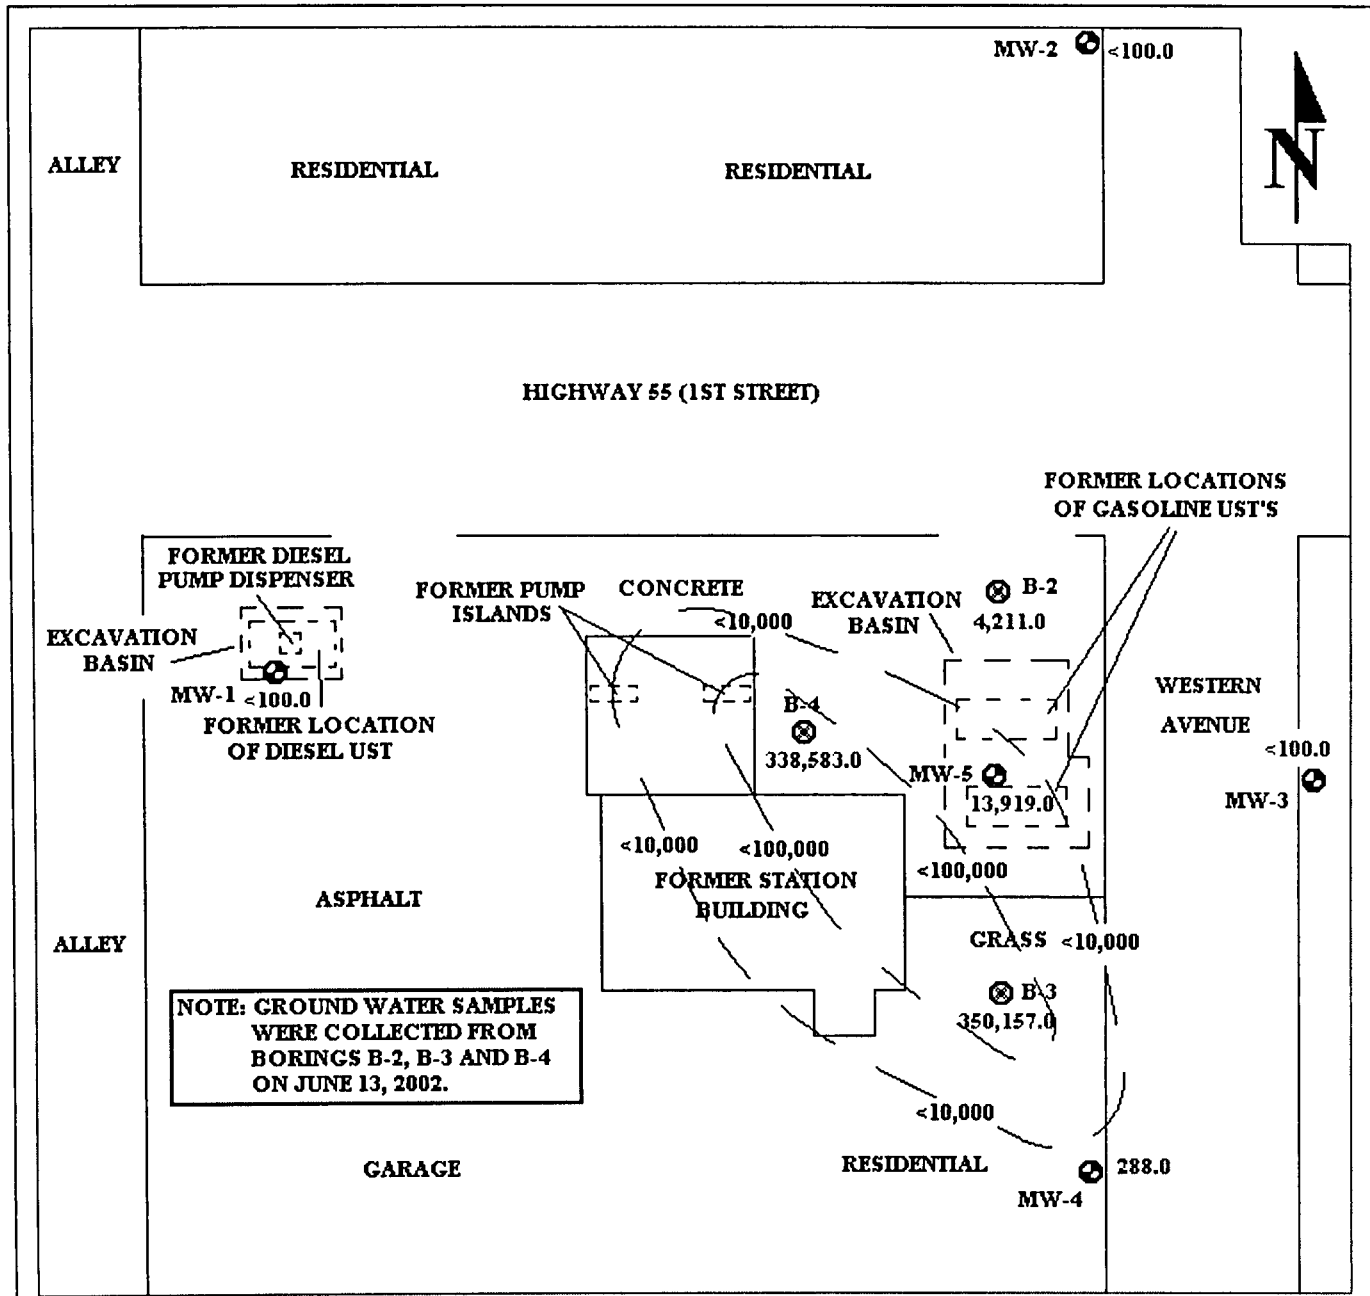 MW-2
<100.0
N
ALLEY
RESIDENTIAL
RESIDENTIAL
HIGHWAY 55 (1ST STREET)
FORMER LOCATIONS
OF GASOLINE UST'S
FORMER DIESEL
PUMP DISPENSER
FORMER PUMP
ISLANDS
CONCRETE
<10,000
EXCAVATION
BASIN
B-2
4,211.0
EXCAVATION
BASIN
MW-1
<100.0
FORMER LOCATION
OF DIESEL UST
B-4
338,583.0
MW-5
13,919.0
WESTERN
AVENUE
<100.0
MW-3
<10,000
<100,000
<100,000
FORMER STATION
BUILDING
ASPHALT
ALLEY
GRASS
<10,000
B-3
350,157.0
NOTE: GROUND WATER SAMPLES
WERE COLLECTED FROM
BORINGS B-2, B-3 AND B-4
ON JUNE 13, 2002.
<10,000
GARAGE
RESIDENTIAL
288.0
MW-4